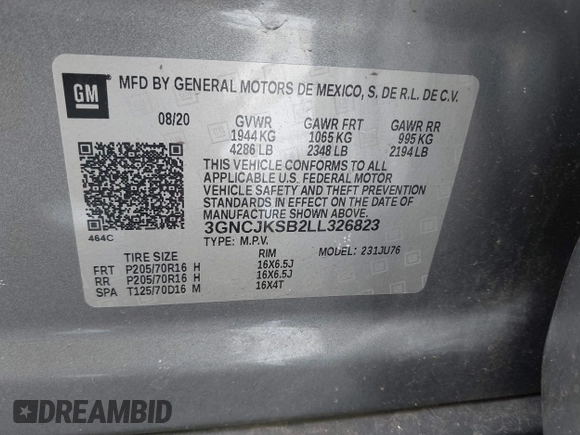 GM
MFD BY GENERAL MOTORS DE MEXICO, S. DE R.L. DE C.V.
08/20 GVWR GAWR FRT GAWR RR
1944 KG 1065 KG 995 KG
4286 LB 2348 LB 2194 LB
THIS VEHICLE CONFORMS TO ALL
APPLICABLE U.S. FEDERAL MOTOR
VEHICLE SAFETY AND THEFT PREVENTION
STANDARDS IN EFFECT ON THE DATE OF
MANUFACTURE SHOWN ABOVE.
464C 3GNCJKSB2LL326823
TYPE: M.P.V. MODEL: 231JU76
TIRE SIZE RIM
FRT P205/70R16 H 16X6.5J
RR P205/70R16 H 16X6.5J
SPA T125/70D16 M 16X4T
DREAMBID